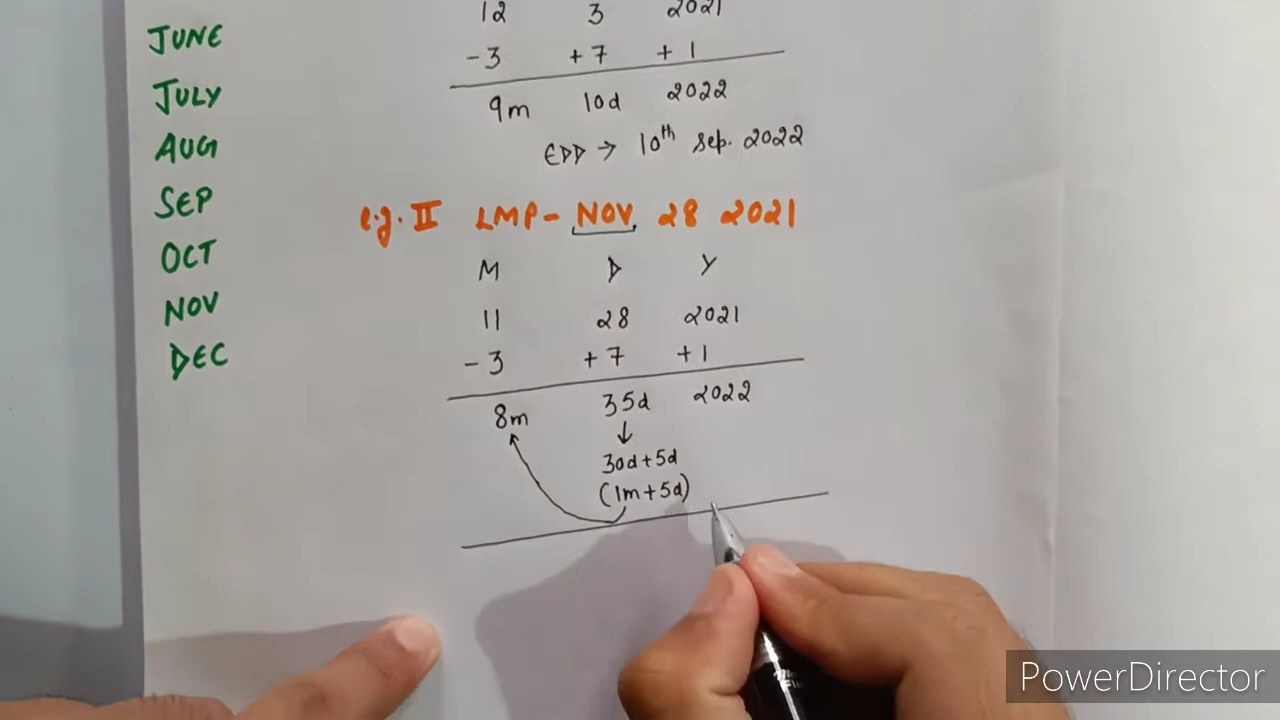 JUNE
JULY
AUG
SEP
OCT
NOV
DEC
12 3 2021
-3 +7 +1
9m 10d 2022
EDD → 10th Sep. 2022
e.g. II LMP- NOV. 28 2021
M D Y
11 28 2021
-3 +7 +1
8m 35d 2022
↓
30d+5d
(1m+5d)
PowerDirector